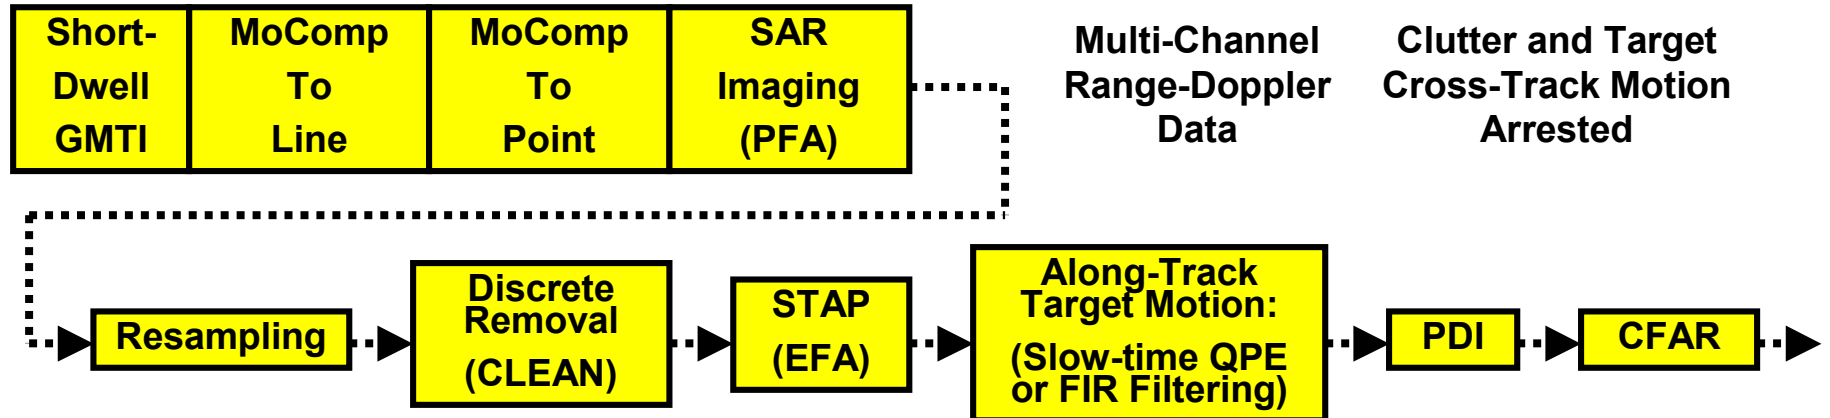 Short-
Dwell
GMTI
MoComp
To
Line
MoComp
To
Point
SAR
Imaging
(PFA)
Multi-Channel
Range-Doppler
Data
Clutter and Target
Cross-Track Motion
Arrested
Resampling
Discrete
Removal
(CLEAN)
STAP
(EFA)
Along-Track
Target Motion:
(Slow-time QPE
or FIR Filtering)
PDI
CFAR